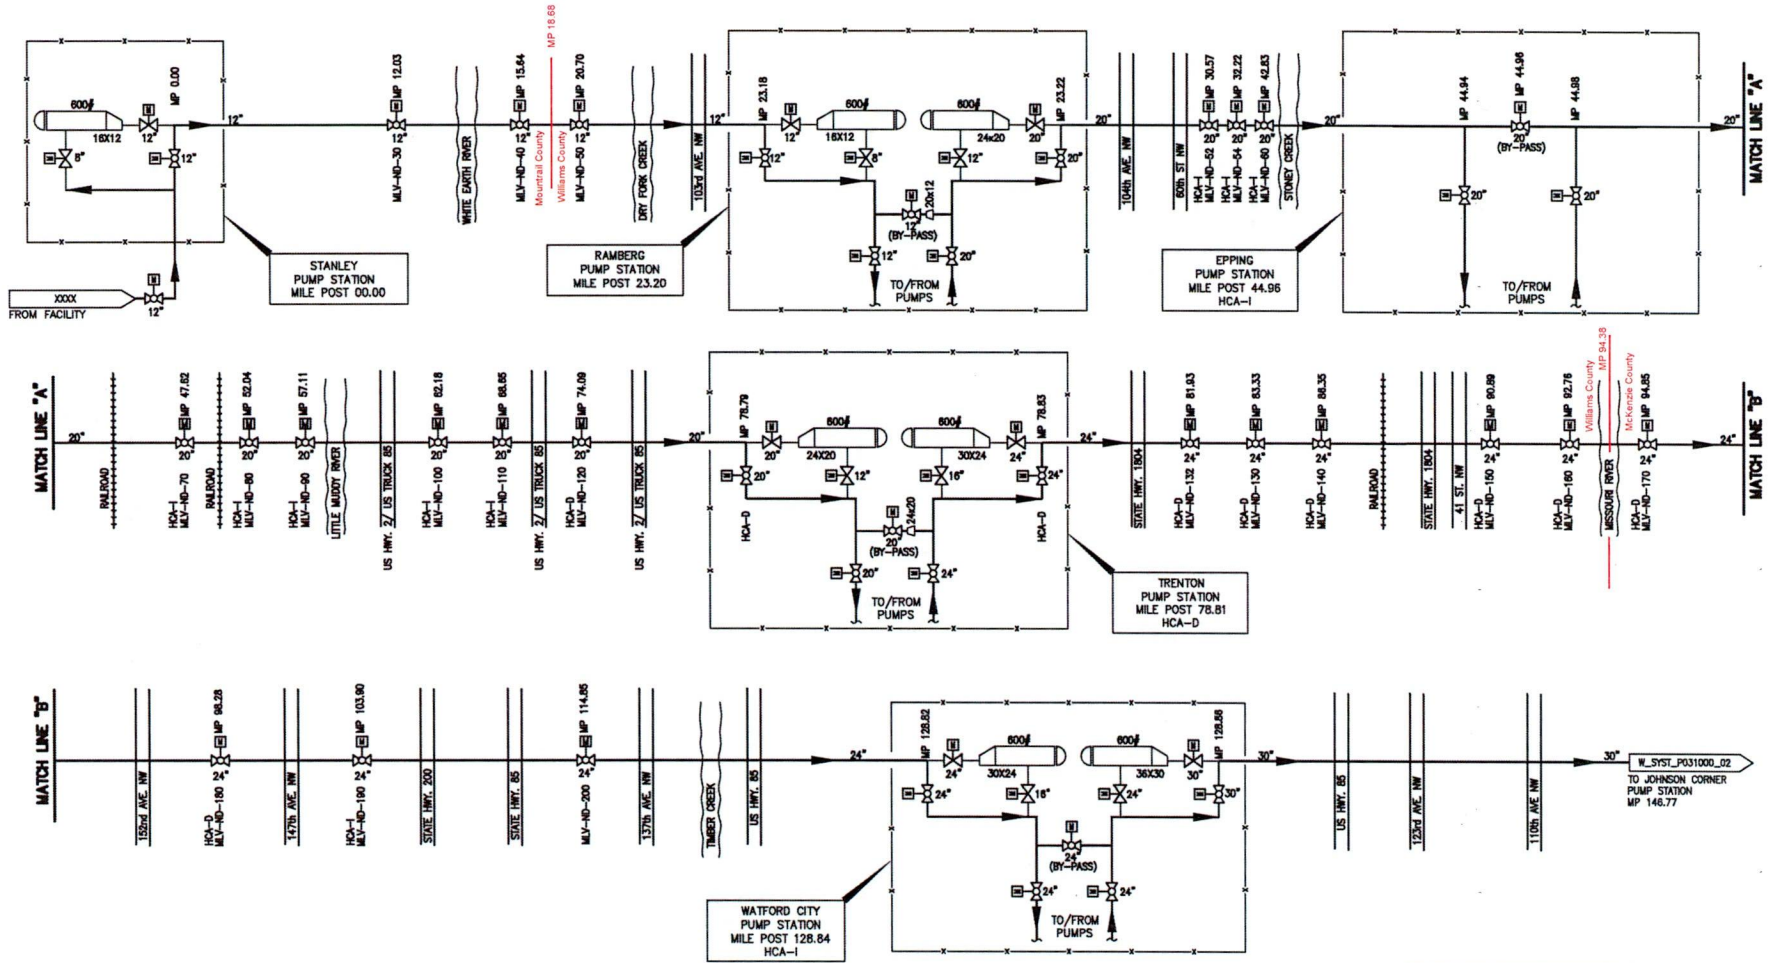 MP 0.00
600#
16X12
8"
12"
12"
STANLEY
PUMP STATION
MILE POST 00.00
XXXX
FROM FACILITY
12"
MP 12.03
12"
MLV-ND-30
WHITE EARTH RIVER
MP 15.64
12"
MLV-ND-40
Mountrail County
MP 18.68
Williams County
MP 20.70
12"
MLV-ND-50
DRY FORK CREEK
103rd AVE. NW
12"
RAMBERG
PUMP STATION
MILE POST 23.20
MP 23.18
12"
600#
16X12
12"
8"
600#
24x20
20"
MP 23.22
12"
20"
12"
(BY-PASS)
20x12
12"
20"
TO/FROM
PUMPS
20"
104th AVE. NW
60th ST NW
MP 30.57
20"
HCA-I
MLV-ND-52
MP 32.22
20"
HCA-I
MLV-ND-54
MP 42.63
20"
HCA-I
MLV-ND-60
STONEY CREEK
20"
EPPING
PUMP STATION
MILE POST 44.96
HCA-I
MP 44.94
MP 44.96
20"
(BY-PASS)
MP 44.98
20"
20"
TO/FROM
PUMPS
20"
MATCH LINE "A"
MATCH LINE "A"
20"
RAILROAD
MP 47.62
20"
HCA-I
MLV-ND-70
RAILROAD
MP 52.04
20"
HCA-I
MLV-ND-80
MP 57.11
20"
HCA-I
MLV-ND-90
LITTLE MUDDY RIVER
US HWY. 2/ US TRUCK 85
MP 62.18
20"
HCA-I
MLV-ND-100
MP 68.65
20"
HCA-I
MLV-ND-110
US HWY. 2/ US TRUCK 85
MP 74.09
20"
HCA-D
MLV-ND-120
US HWY. 2/ US TRUCK 85
20"
MP 78.79
20"
600#
24X20
20"
12"
HCA-D
600#
30X24
24"
MP 78.83
16"
24"
HCA-D
20"
(BY-PASS)
24x20
20"
24"
TO/FROM
PUMPS
TRENTON
PUMP STATION
MILE POST 78.81
HCA-D
24"
STATE HWY. 1804
MP 81.93
24"
HCA-D
MLV-ND-132
MP 83.33
24"
HCA-D
MLV-ND-130
MP 86.35
24"
HCA-D
MLV-ND-140
RAILROAD
STATE HWY. 1804
41 ST. NW
MP 90.89
24"
HCA-D
MLV-ND-150
MP 92.76
24"
HCA-D
MLV-ND-160
Williams County
MP 94.38
MISSOURI RIVER
McKenzie County
MP 94.85
24"
HCA-D
MLV-ND-170
24"
MATCH LINE "B"
MATCH LINE "B"
152nd AVE. NW
MP 98.28
24"
HCA-D
MLV-ND-180
147th AVE. NW
MP 103.90
24"
HCA-I
MLV-ND-190
STATE HWY. 200
STATE HWY. 85
MP 114.85
24"
MLV-ND-200
137th AVE. NW
TIMBER CREEK
US HWY. 85
24"
MP 128.82
24"
600#
30X24
24"
16"
600#
36X30
30"
MP 128.86
24"
30"
24"
(BY-PASS)
24"
24"
TO/FROM
PUMPS
WATFORD CITY
PUMP STATION
MILE POST 128.84
HCA-I
30"
US HWY. 85
123rd AVE NW
110th AVE NW
30"
W_SYST_P031000_02
TO JOHNSON CORNER
PUMP STATION
MP 146.77